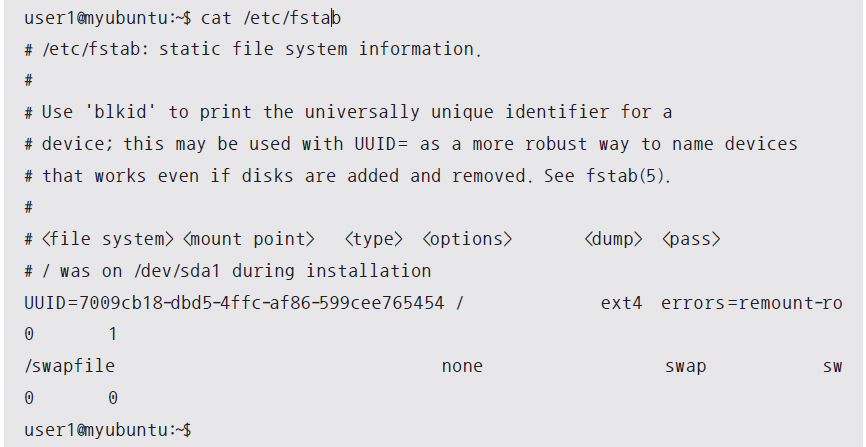 user1@myubuntu:~$ cat /etc/fstab
# /etc/fstab: static file system information.
#
# Use 'blkid' to print the universally unique identifier for a
# device; this may be used with UUID= as a more robust way to name devices
# that works even if disks are added and removed. See fstab(5).
#
# <file system> <mount point>   <type>  <options>       <dump>  <pass>
# / was on /dev/sda1 during installation
UUID=7009cb18-dbd5-4ffc-af86-599cee765454 /               ext4  errors=remount-ro
0       1
/swapfile                                 none            swap            sw
0       0
user1@myubuntu:~$